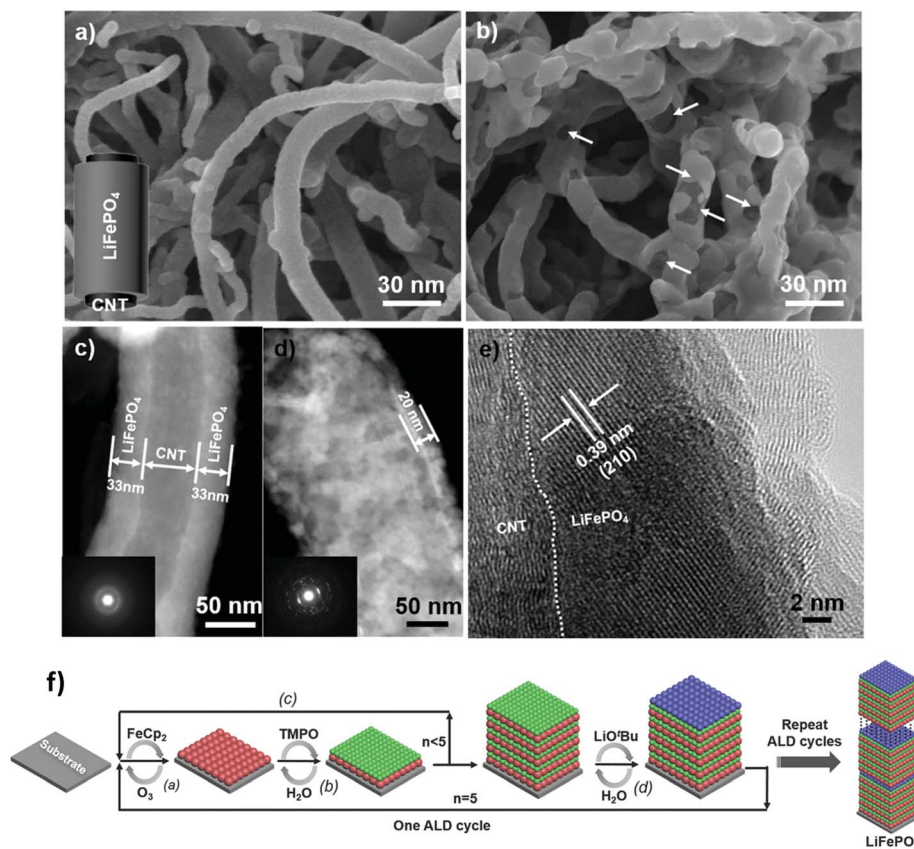 a)
LiFePO₄
CNT
30 nm
b)
30 nm
c)
LiFePO₄
CNT
LiFePO₄
33nm
33nm
50 nm
d)
20 nm
50 nm
e)
0.39 nm
(210)
CNT
LiFePO₄
2 nm
f)
Substrate
FeCp₂
O₃
(a)
(c)
TMPO
H₂O
(b)
n<5
LiOᵗBu
H₂O
(d)
n=5
One ALD cycle
Repeat
ALD cycles
LiFePO